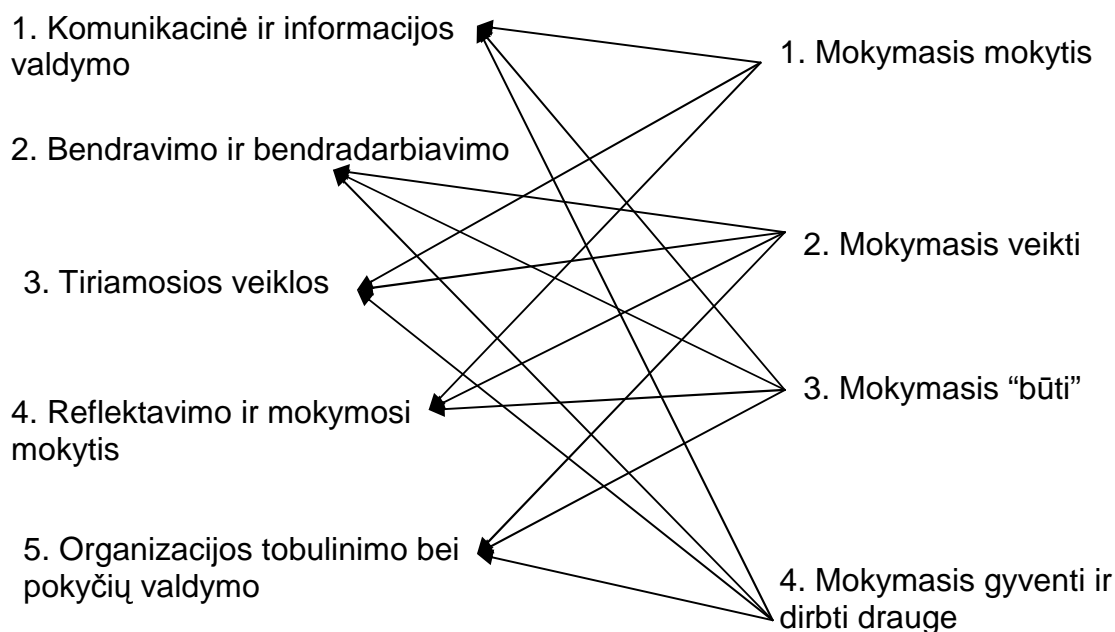 1. Komunikacinė ir informacijos
valdymo
2. Bendravimo ir bendradarbiavimo
3. Tiriamosios veiklos
4. Reflektavimo ir mokymosi
mokytis
5. Organizacijos tobulinimo bei
pokyčių valdymo
1. Mokymasis mokytis
2. Mokymasis veikti
3. Mokymasis “būti”
4. Mokymasis gyventi ir
dirbti drauge